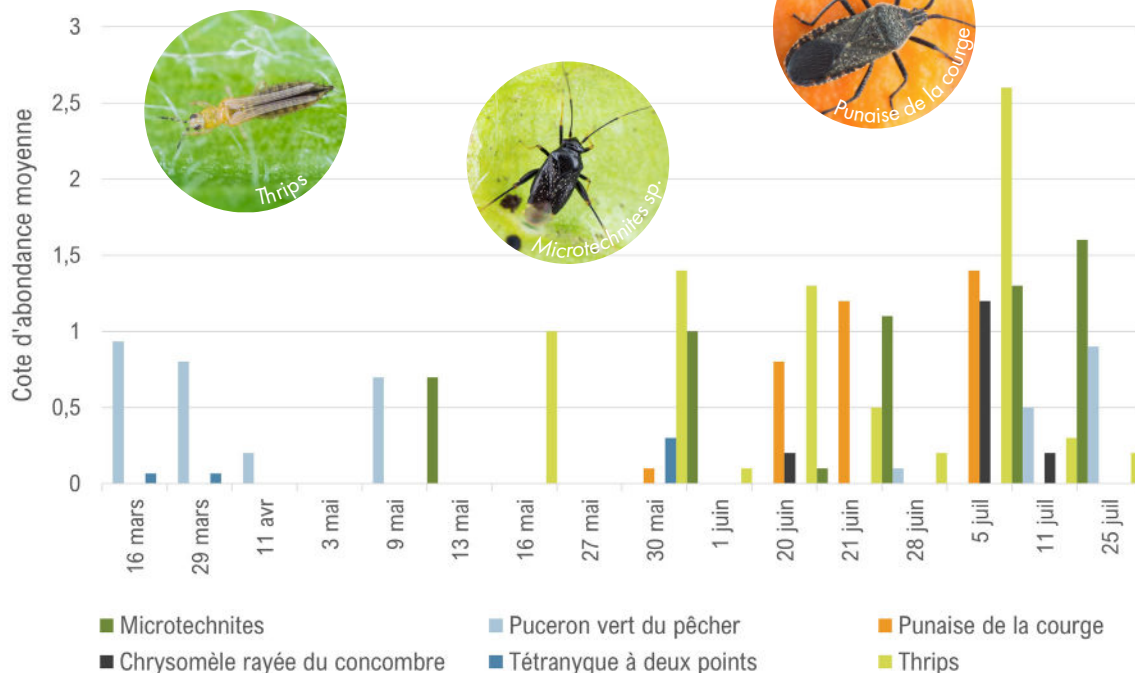 Cote d'abondance moyenne
3
2,5
2
1,5
1
0,5
0
Thrips
Microtechnites sp.
Punaise de la courge
16 mars
29 mars
11 avr
3 mai
9 mai
13 mai
16 mai
27 mai
30 mai
1 juin
20 juin
21 juin
28 juin
5 juil
11 juil
25 juil
Microtechnites
Puceron vert du pêcher
Punaise de la courge
Chrysomèle rayée du concombre
Tétranyque à deux points
Thrips